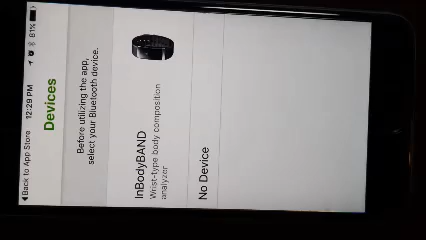 ◀Back to App Store 12:29 PM 81%
Devices
Before utilizing the app,
select your Bluetooth device.
InBodyBAND
Wrist-type body composition
analyzer
No Device